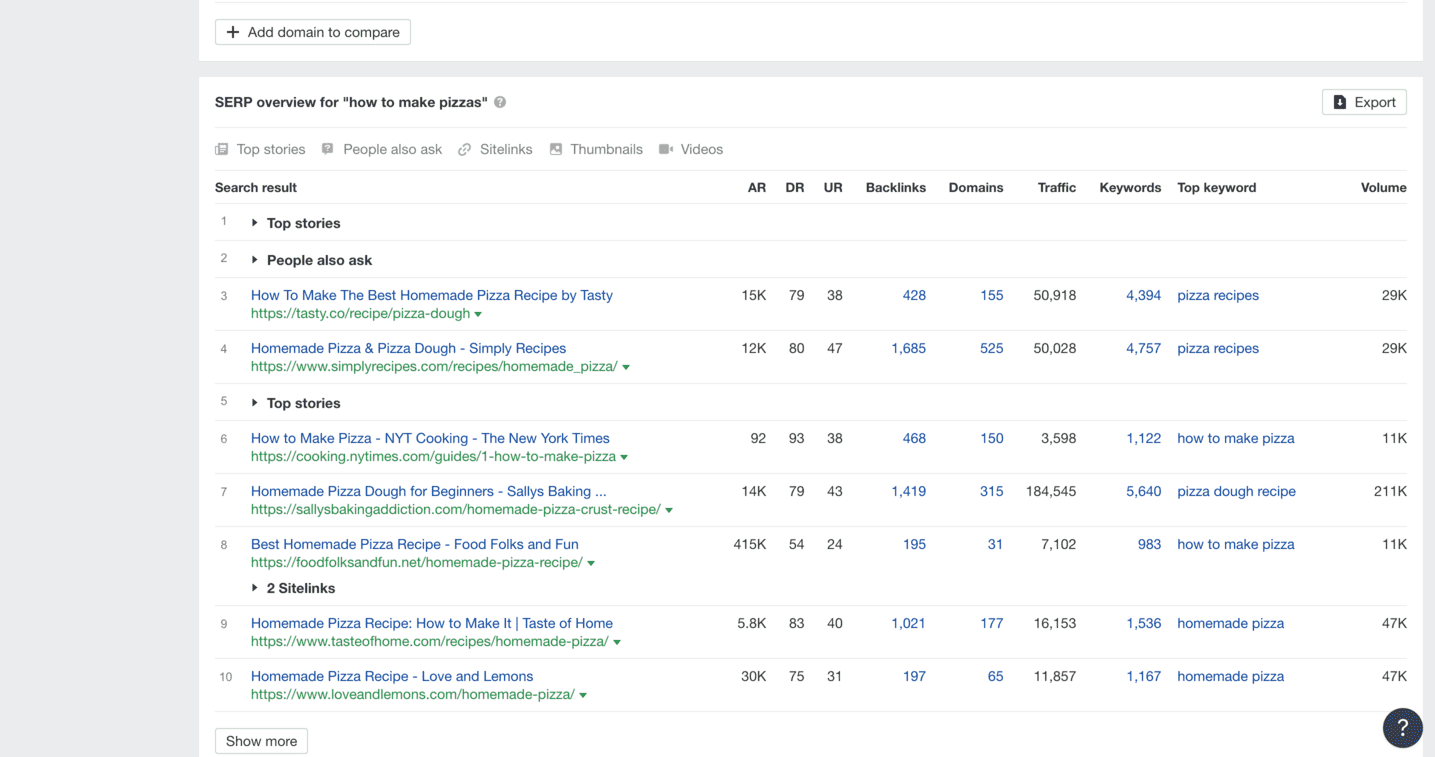 Add domain to compare
SERP overview for "how to make pizzas" ?
Export
Top stories People also ask Sitelinks Thumbnails Videos
Search result AR DR UR Backlinks Domains Traffic Keywords Top keyword Volume
1 Top stories
2 People also ask
3 How To Make The Best Homemade Pizza Recipe by Tasty 15K 79 38 428 155 50,918 4,394 pizza recipes 29K
https://tasty.co/recipe/pizza-dough
4 Homemade Pizza & Pizza Dough - Simply Recipes 12K 80 47 1,685 525 50,028 4,757 pizza recipes 29K
https://www.simplyrecipes.com/recipes/homemade_pizza/
5 Top stories
6 How to Make Pizza - NYT Cooking - The New York Times 92 93 38 468 150 3,598 1,122 how to make pizza 11K
https://cooking.nytimes.com/guides/1-how-to-make-pizza
7 Homemade Pizza Dough for Beginners - Sallys Baking ... 14K 79 43 1,419 315 184,545 5,640 pizza dough recipe 211K
https://sallysbakingaddiction.com/homemade-pizza-crust-recipe/
8 Best Homemade Pizza Recipe - Food Folks and Fun 415K 54 24 195 31 7,102 983 how to make pizza 11K
https://foodfolksandfun.net/homemade-pizza-recipe/
2 Sitelinks
9 Homemade Pizza Recipe: How to Make It | Taste of Home 5.8K 83 40 1,021 177 16,153 1,536 homemade pizza 47K
https://www.tasteofhome.com/recipes/homemade-pizza/
10 Homemade Pizza Recipe - Love and Lemons 30K 75 31 197 65 11,857 1,167 homemade pizza 47K
https://www.loveandlemons.com/homemade-pizza/
Show more
?